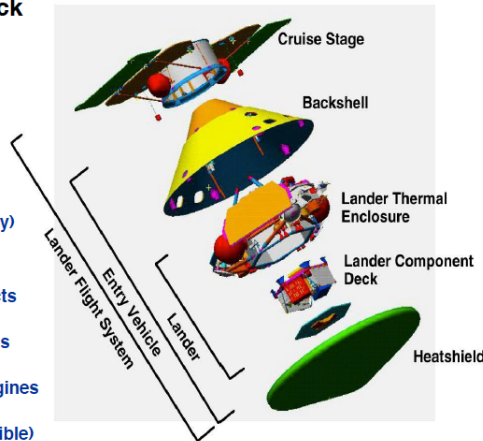 ck
Cruise Stage
Backshell
Lander Thermal
Enclosure
Lander Component
Deck
Heatshield
Lander
Entry Vehicle
Lander Flight System
y)
cts
s
gines
ible)